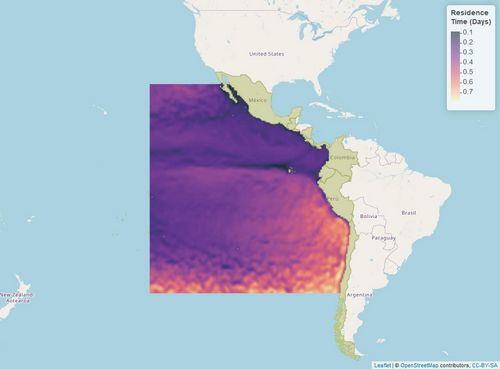 Residence
Time (Days)
0.1
0.2
0.3
0.4
0.5
0.6
0.7
United States
México
Colombia
Perú
Brasil
Bolivia
Paraguay
Argentina
New Zealand
Aotearoa
Leaflet | © OpenStreetMap contributors, CC-BY-SA